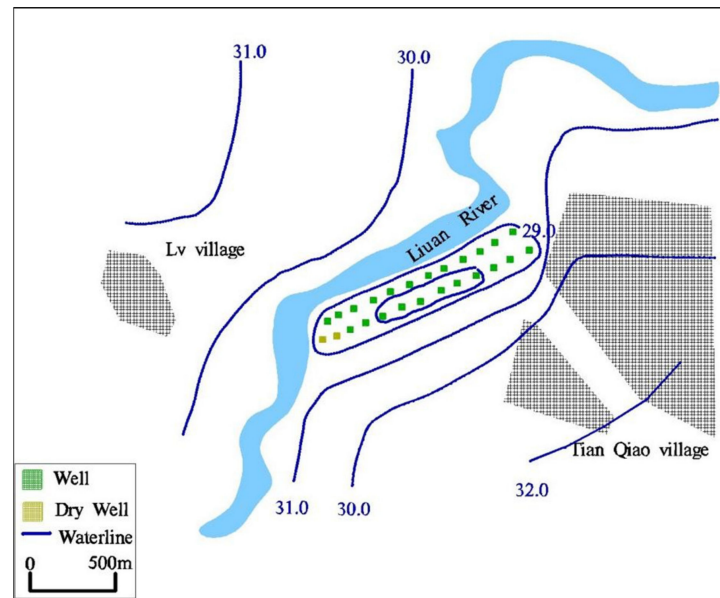 31.0
30.0
Liuan River
29.0
Lv village
Tian Qiao village
31.0
30.0
32.0
Well
Dry Well
Waterline
0 500m